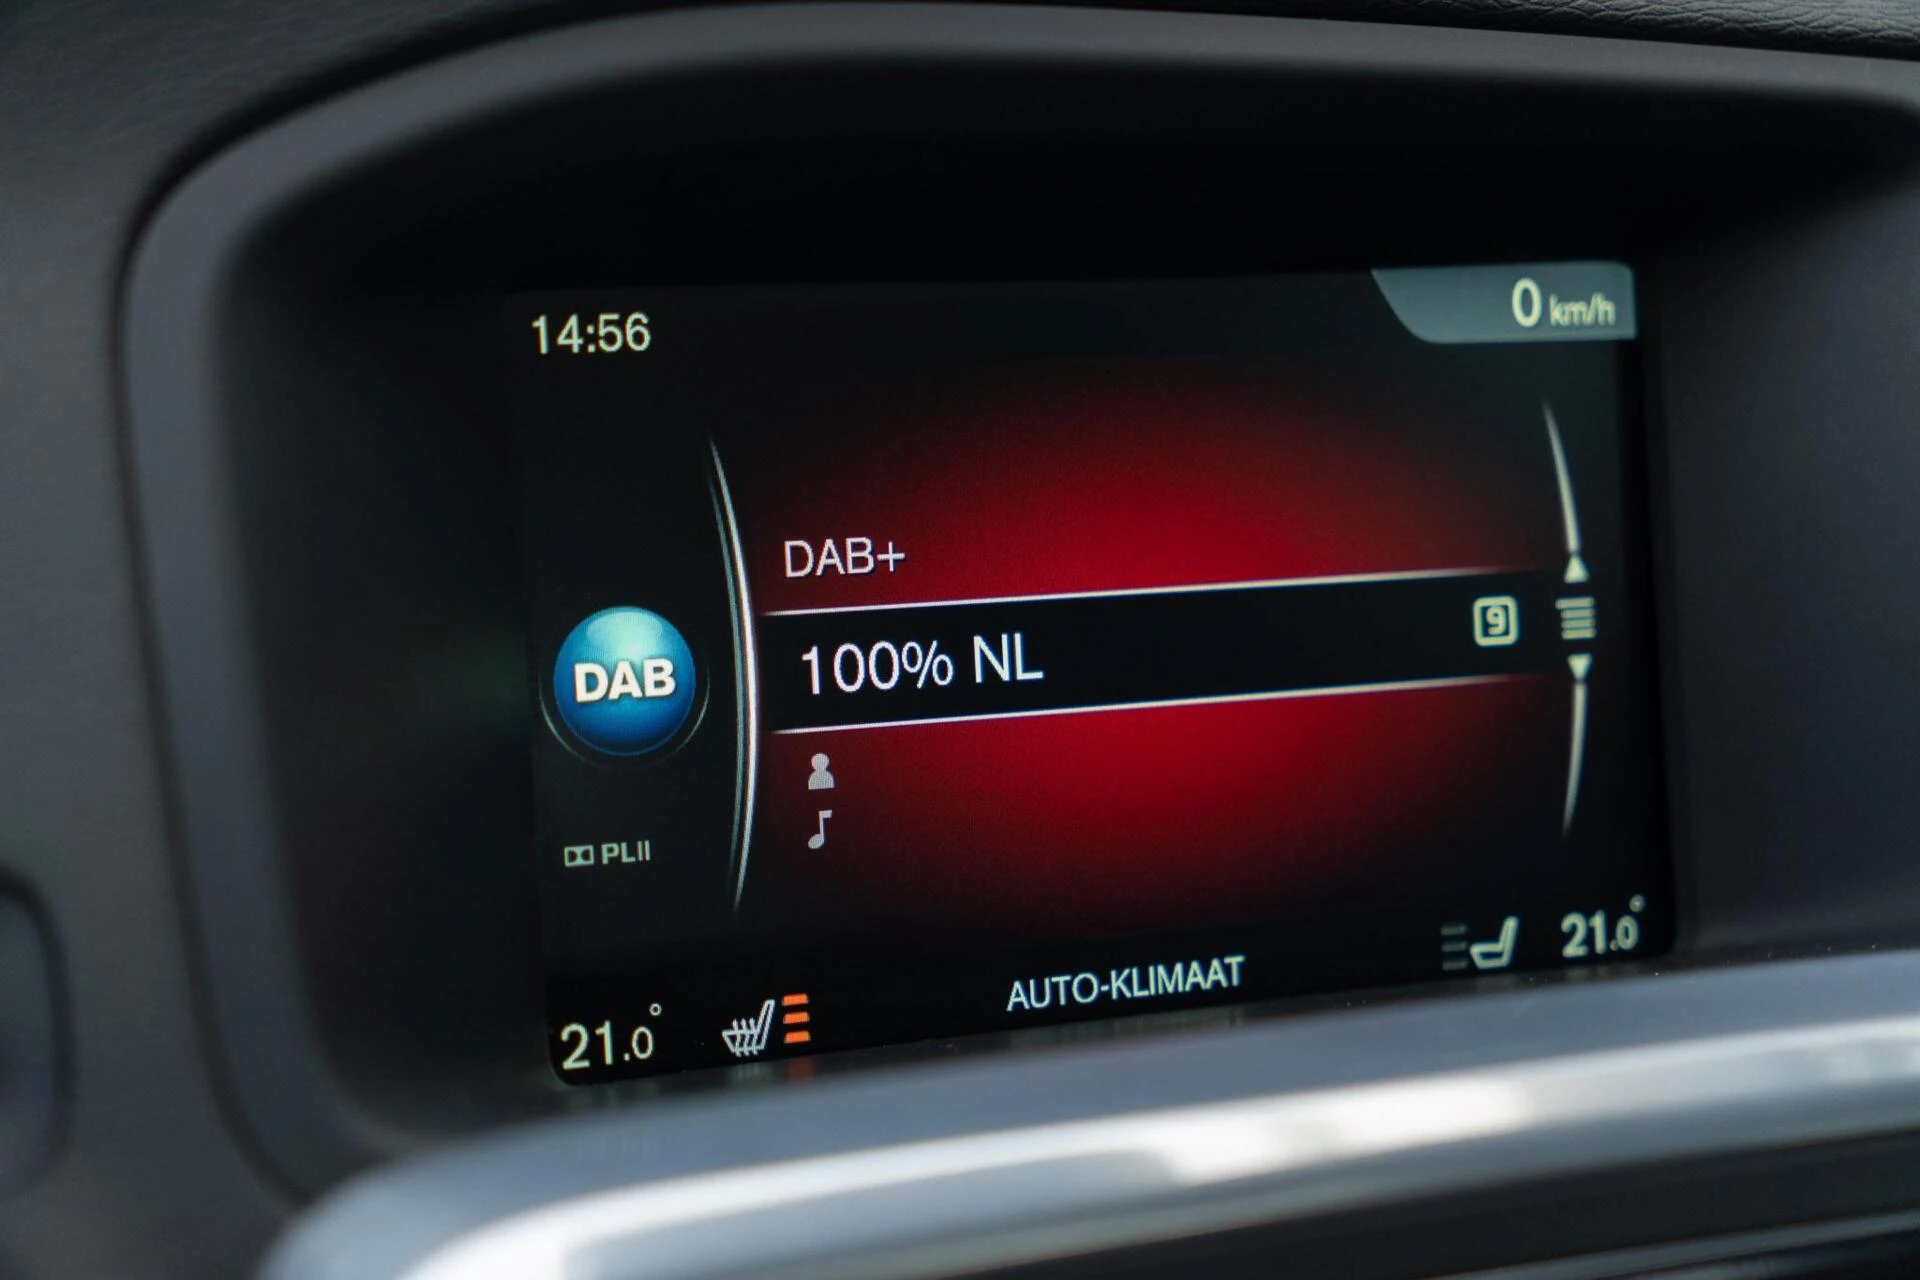 14:56
0 km/h
DAB+
100% NL
9
DAB
PLII
AUTO-KLIMAAT
21.0°
21.0°